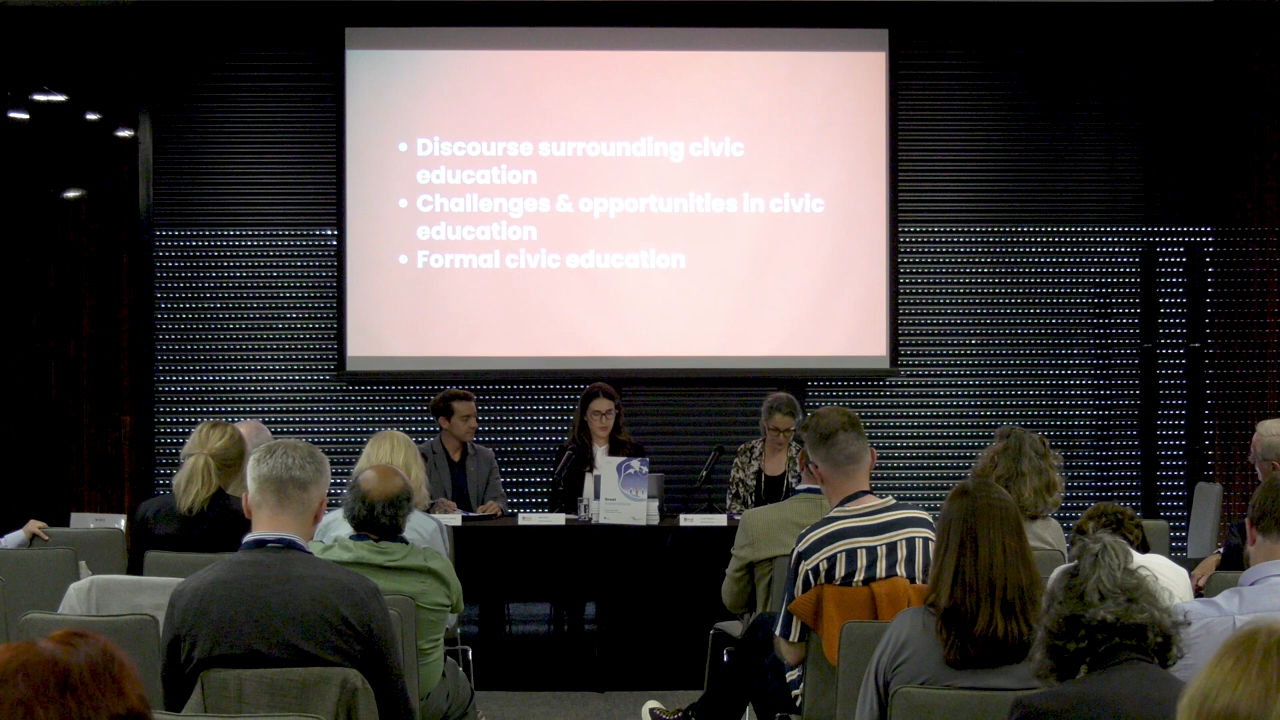 • Discourse surrounding civic
education
• Challenges & opportunities in civic
education
• Formal civic education